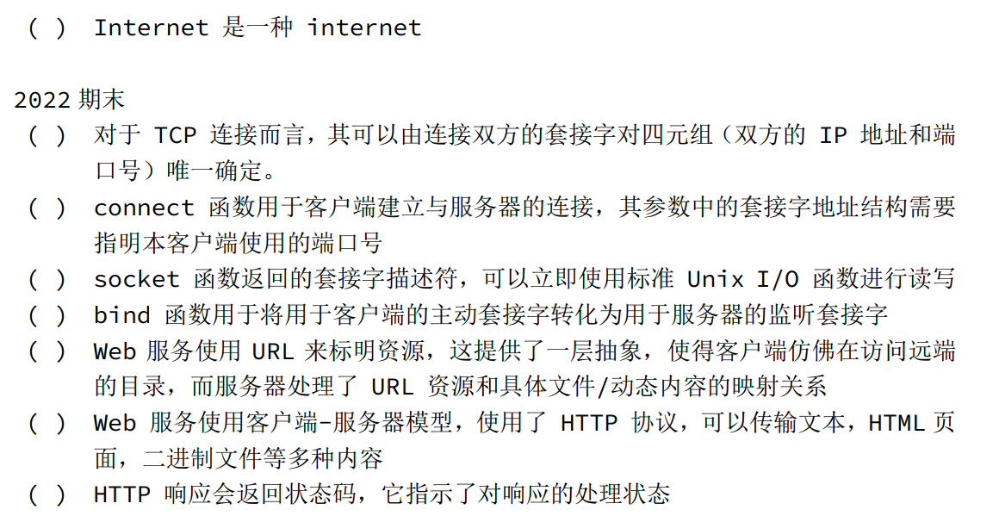 ( ) Internet 是一种 internet
2022 期末
( ) 对于 TCP 连接而言，其可以由连接双方的套接字对四元组（双方的 IP 地址和端
口号）唯一确定。
( ) connect 函数用于客户端建立与服务器的连接，其参数中的套接字地址结构需要
指明本客户端使用的端口号
( ) socket 函数返回的套接字描述符，可以立即使用标准 Unix I/O 函数进行读写
( ) bind 函数用于将用于客户端的主动套接字转化为用于服务器的监听套接字
( ) Web 服务使用 URL 来标明资源，这提供了一层抽象，使得客户端仿佛在访问远端
的目录，而服务器处理了 URL 资源和具体文件/动态内容的映射关系
( ) Web 服务使用客户端-服务器模型，使用了 HTTP 协议，可以传输文本，HTML 页
面，二进制文件等多种内容
( ) HTTP 响应会返回状态码，它指示了对响应的处理状态